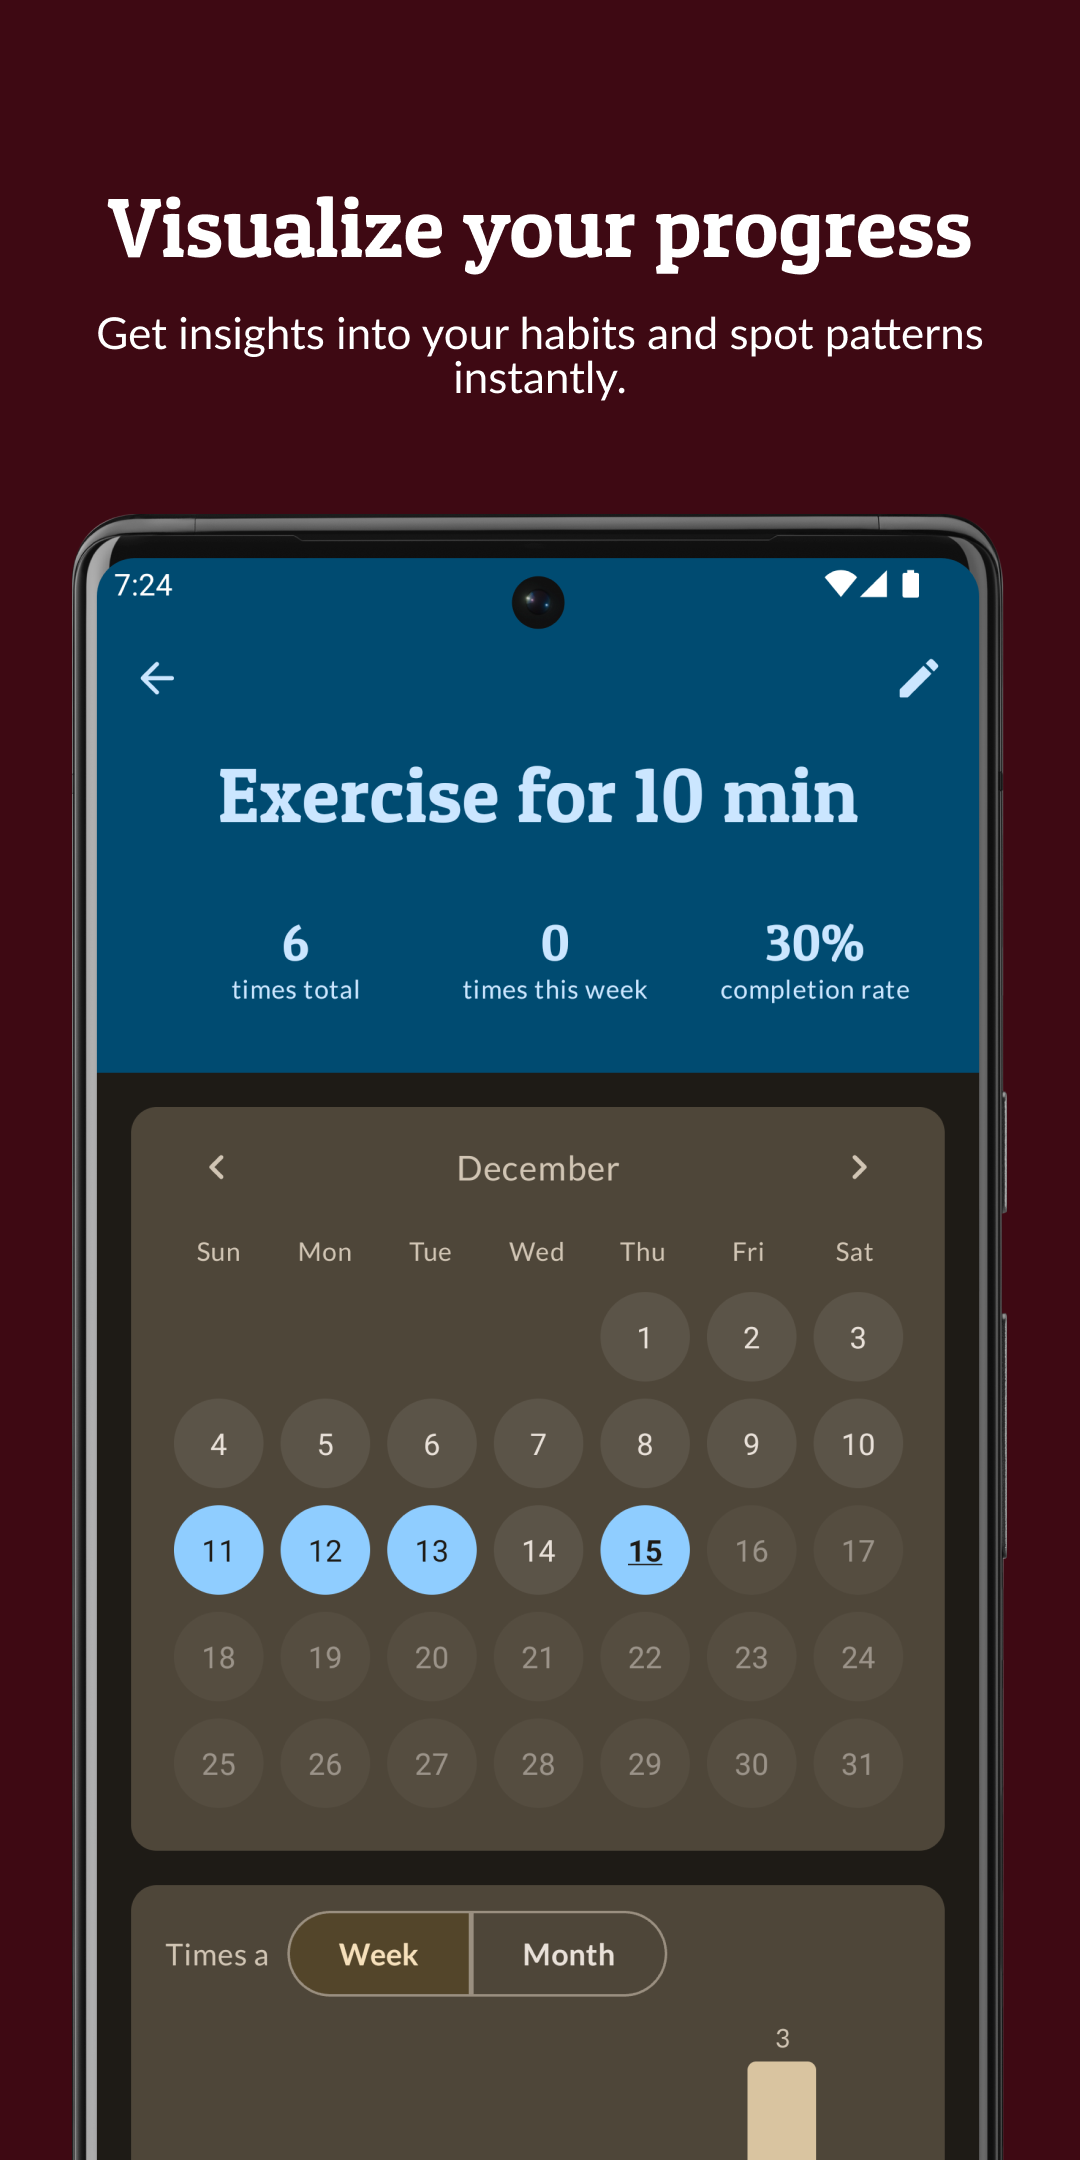 Visualize your progress
Get insights into your habits and spot patterns
instantly.
7:24
Exercise for 10 min
6 0 30%
times total times this week completion rate
December
Sun Mon Tue Wed Thu Fri Sat
1 2 3
4 5 6 7 8 9 10
11 12 13 14 15 16 17
18 19 20 21 22 23 24
25 26 27 28 29 30 31
Times a Week Month
3